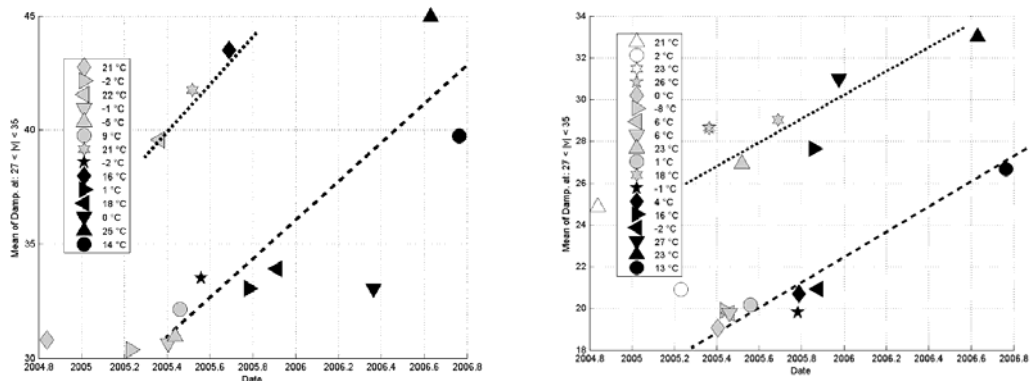 45
40
35
30
Mean of Damp. at: 27 < |v| < 35
21 °C
-2 °C
22 °C
-1 °C
-5 °C
9 °C
21 °C
-2 °C
16 °C
1 °C
18 °C
0 °C
25 °C
14 °C
2004.8 2005 2005.2 2005.4 2005.6 2005.8 2006 2006.2 2006.4 2006.6 2006.8
Date
34
32
30
28
26
24
22
20
18
Mean of Damp. at: 27 < |v| < 35
21 °C
2 °C
23 °C
26 °C
0 °C
-8 °C
6 °C
6 °C
23 °C
1 °C
18 °C
-1 °C
4 °C
16 °C
-2 °C
27 °C
23 °C
13 °C
2004.8 2005 2005.2 2005.4 2005.6 2005.8 2006 2006.2 2006.4 2006.6 2006.8
Date